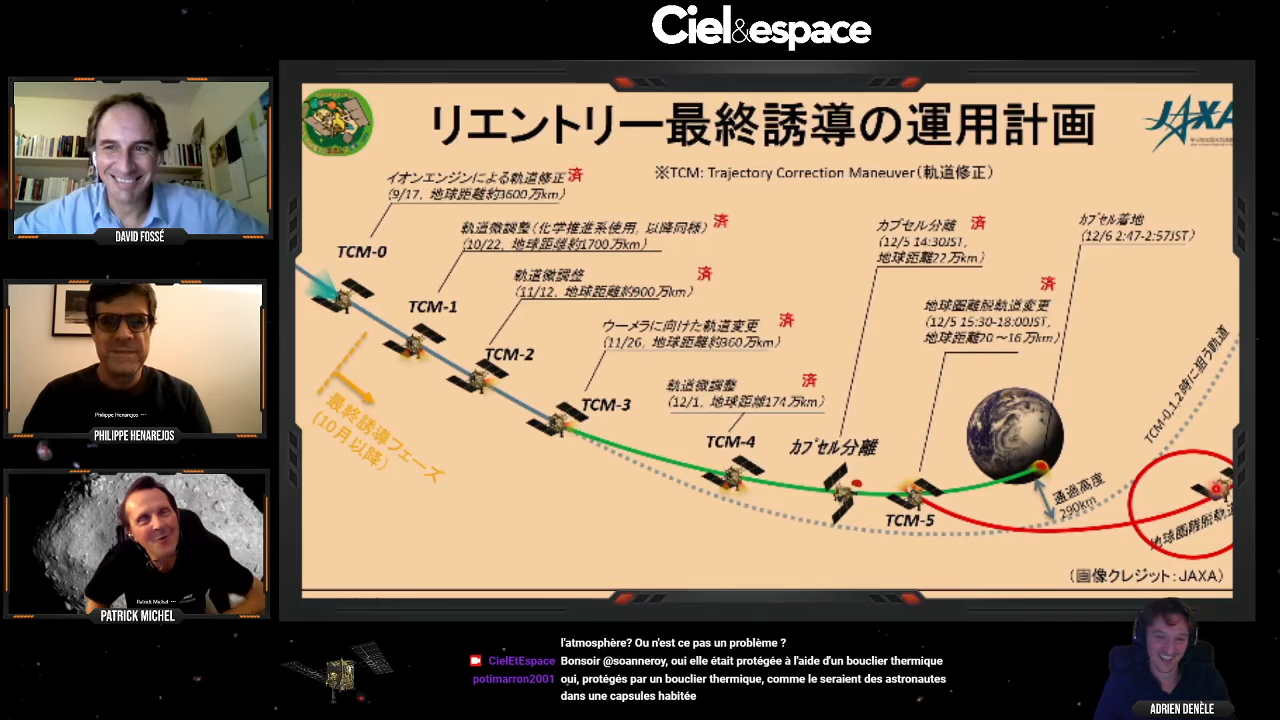 Ciel&espace
DAVID FOSSÉ
Philippe Henarejos
PHILIPPE HENAREJOS
Patrick Michel
PATRICK MICHEL
リエントリー最終誘導の運用計画
JAXA
※TCM: Trajectory Correction Maneuver(軌道修正)
イオンエンジンによる軌道修正 済
(9/17, 地球距離約3600万km)
TCM-0
軌道微調整(化学推進系使用, 以降同様) 済
(10/22, 地球距離約1700万km)
TCM-1
軌道微調整 済
(11/12, 地球距離約900万km)
TCM-2
ウーメラに向けた軌道変更 済
(11/26, 地球距離約360万km)
TCM-3
軌道微調整 済
(12/1, 地球距離174万km)
TCM-4
カプセル分離 済
(12/5 14:30JST,
地球距離22万km)
カプセル分離
地球圏離脱軌道変更 済
(12/5 15:30-18:00JST,
地球距離20~16万km)
TCM-5
カプセル着地
(12/6 2:47-2:57JST)
最終誘導フェーズ
(10月以降)
TCM-0,1,2時に狙う軌道
通過高度
290km
地球圏離脱軌道
(画像クレジット:JAXA)
l'atmosphère? Ou n'est ce pas un problème ?
CielEtEspace Bonsoir @soanneroy, oui elle était protégée à l'aide d'un bouclier thermique
potimarron2001 oui, protégés par un bouclier thermique, comme le seraient des astronautes
dans une capsules habitée
ADRIEN DENÈLE